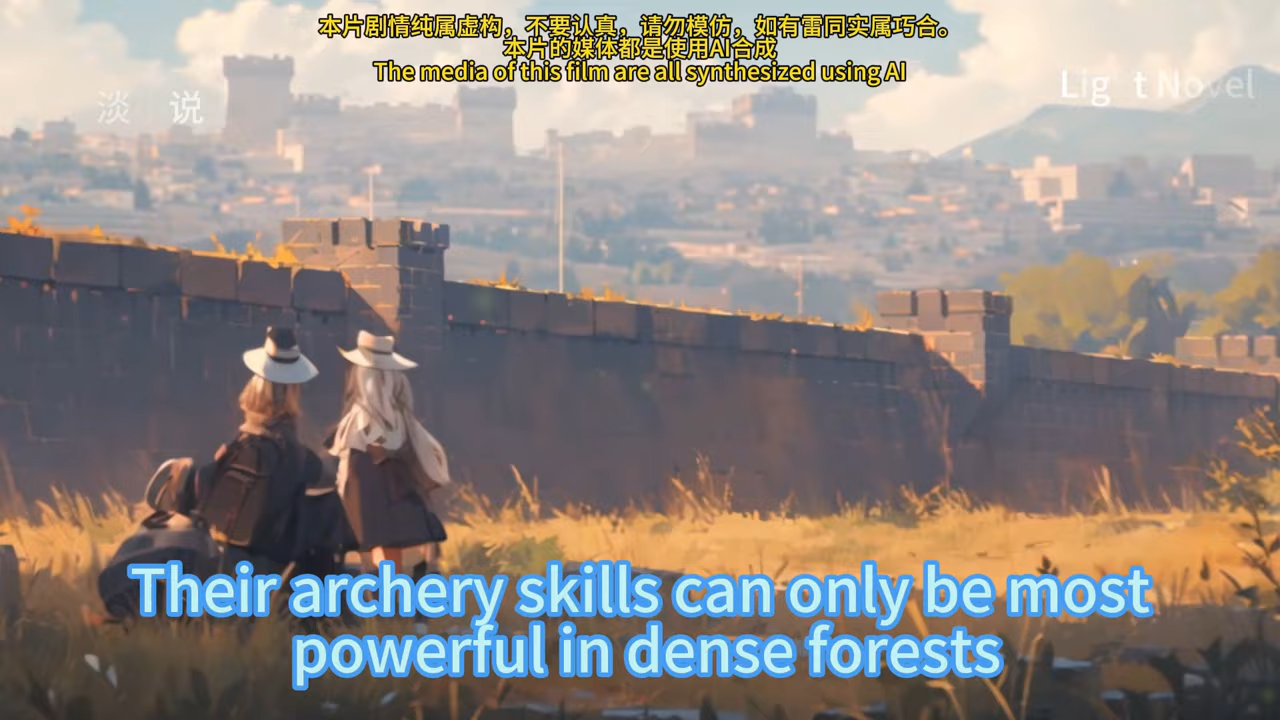 本片剧情纯属虚构，不要认真，请勿模仿，如有雷同实属巧合。
本片的媒体都是使用AI合成
The media of this film are all synthesized using AI
淡 说
Lig t Novel
Their archery skills can only be most
powerful in dense forests